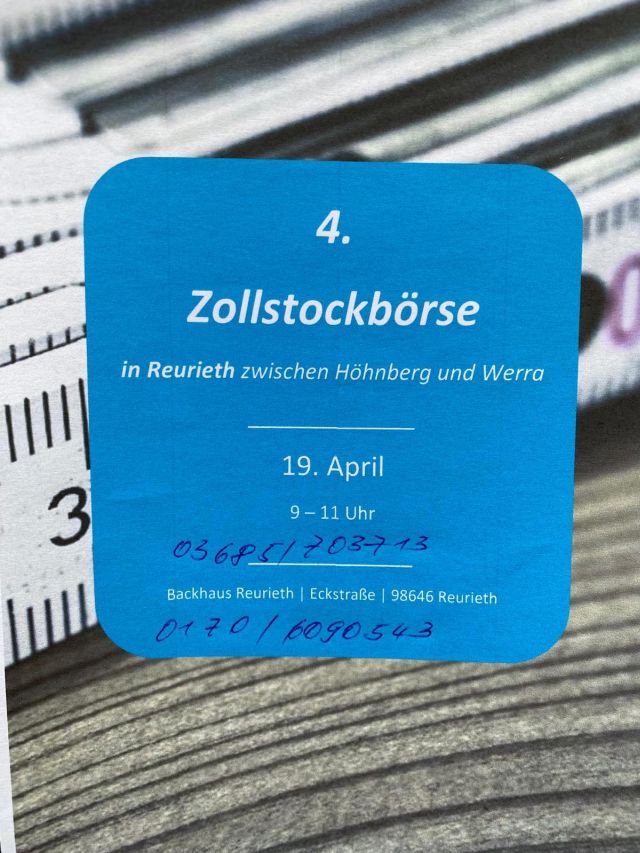 4.
Zollstockbörse
in Reurieth zwischen Höhnberg und Werra
19. April
9 – 11 Uhr
03685/703713
Backhaus Reurieth | Eckstraße | 98646 Reurieth
0170/6090543
3